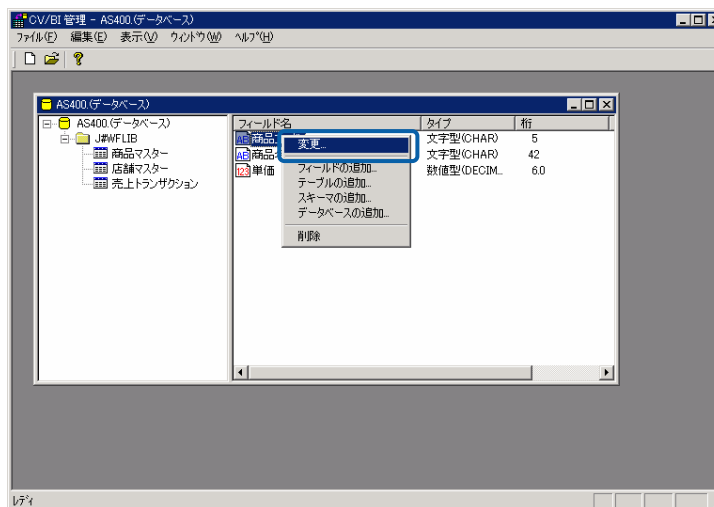 CV/BI 管理 - AS400.(データベース)
ファイル(F) 編集(E) 表示(V) ウィンドウ(W) ヘルプ(H)
AS400.(データベース)
AS400.(データベース)
J#WFLIB
商品マスター
店舗マスター
売上トランザクション
フィールド名 タイプ 桁
商品 文字型(CHAR) 5
商品 文字型(CHAR) 42
単価 数値型(DECIM... 6.0
変更...
フィールドの追加...
テーブルの追加...
スキーマの追加...
データベースの追加...
削除
レディ